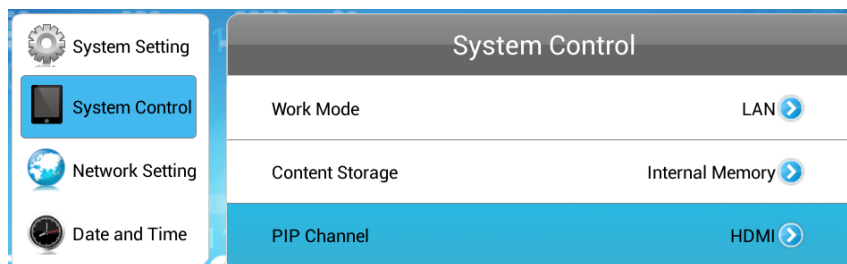 System Setting
System Control
Network Setting
Date and Time
System Control
Work Mode LAN
Content Storage Internal Memory
PIP Channel HDMI